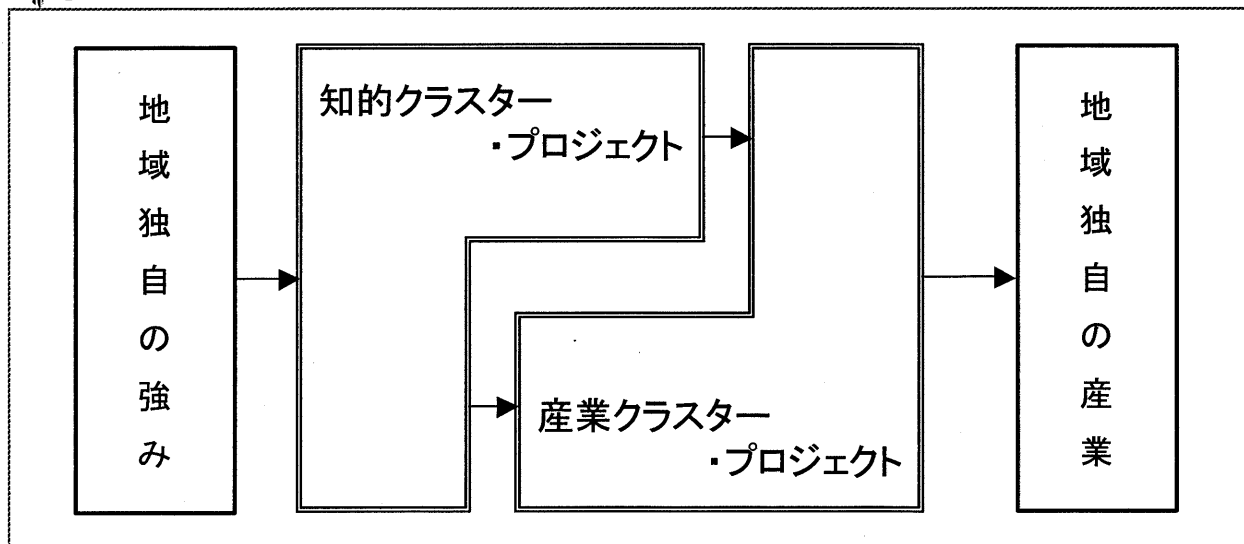 地域独自の強み
知的クラスター
・プロジェクト
産業クラスター
・プロジェクト
地域独自の産業